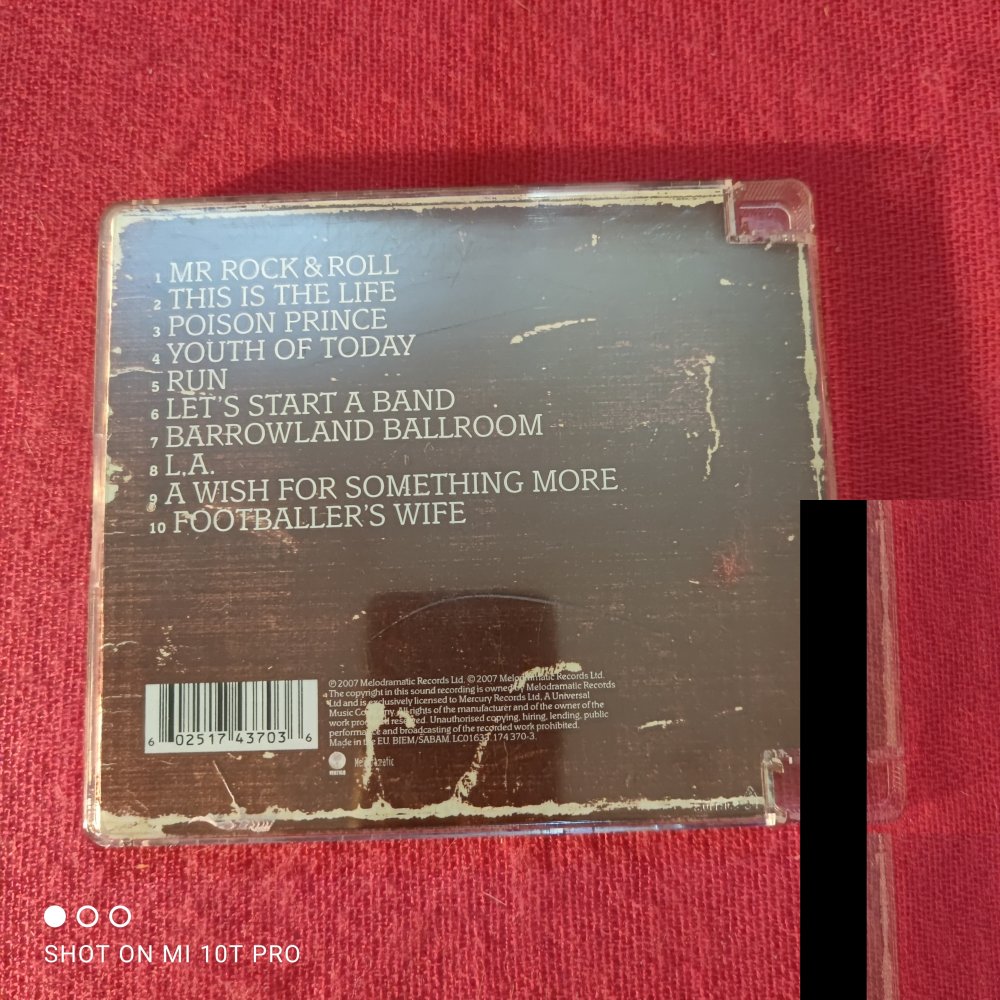 1 MR ROCK & ROLL
2 THIS IS THE LIFE
3 POISON PRINCE
4 YOUTH OF TODAY
5 RUN
6 LET'S START A BAND
7 BARROWLAND BALLROOM
8 L.A.
9 A WISH FOR SOMETHING MORE
10 FOOTBALLER'S WIFE
℗ 2007 Melodramatic Records Ltd. © 2007 Melodramatic Records Ltd.
The copyright in this sound recording is owned by Melodramatic Records
Ltd and is exclusively licensed to Mercury Records Ltd, A Universal
Music Company. All rights of the manufacturer and of the owner of the
work produced reserved. Unauthorised copying, hiring, lending, public
performance and broadcasting of the recorded work prohibited.
Made in the EU. BIEM/SABAM. LC01633. 174 370-3.
6 02517 43703 6
Melodramatic
SHOT ON MI 10T PRO